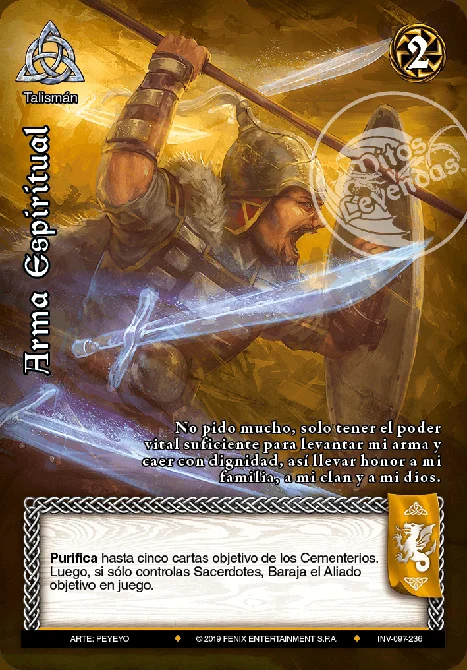 2
Talismán
Arma Espiritual
Mitos
y
Leyendas.
No pido mucho, solo tener el poder
vital suficiente para levantar mi arma y
caer con dignidad, así llevar honor a mi
familia, a mi clan y a mi dios.
Purifica hasta cinco cartas objetivo de los Cementerios.
Luego, si sólo controlas Sacerdotes, Baraja el Aliado
objetivo en juego.
ARTE: PEYEYO ♦ © 2019 FENIX ENTERTAINMENT S.P.A. ♦ INV-097-236